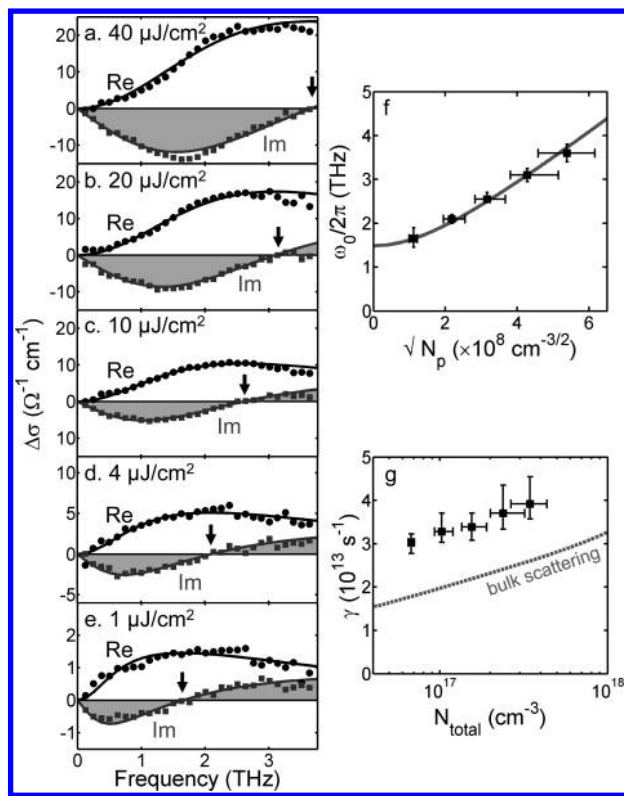 a. 40 μJ/cm²
20
10
0
-10
Re
Im
b. 20 μJ/cm²
20
10
0
-10
Re
Im
c. 10 μJ/cm²
10
5
0
5
10
Re
Im
d. 4 μJ/cm²
10
5
0
-5
Re
Im
e. 1 μJ/cm²
2
1
0
-1
Re
Im
0 1 2 3
Frequency (THz)
Δσ (Ω⁻¹ cm⁻¹)
f
5
4
3
2
1
0
0 2 4 6
ω₀/2π (THz)
√Nₚ (×10⁸ cm⁻³/²)
g
5
4
3
2
1
0
bulk scattering
10¹⁷ 10¹⁸
γ (10¹³ s⁻¹)
N_total (cm⁻³)